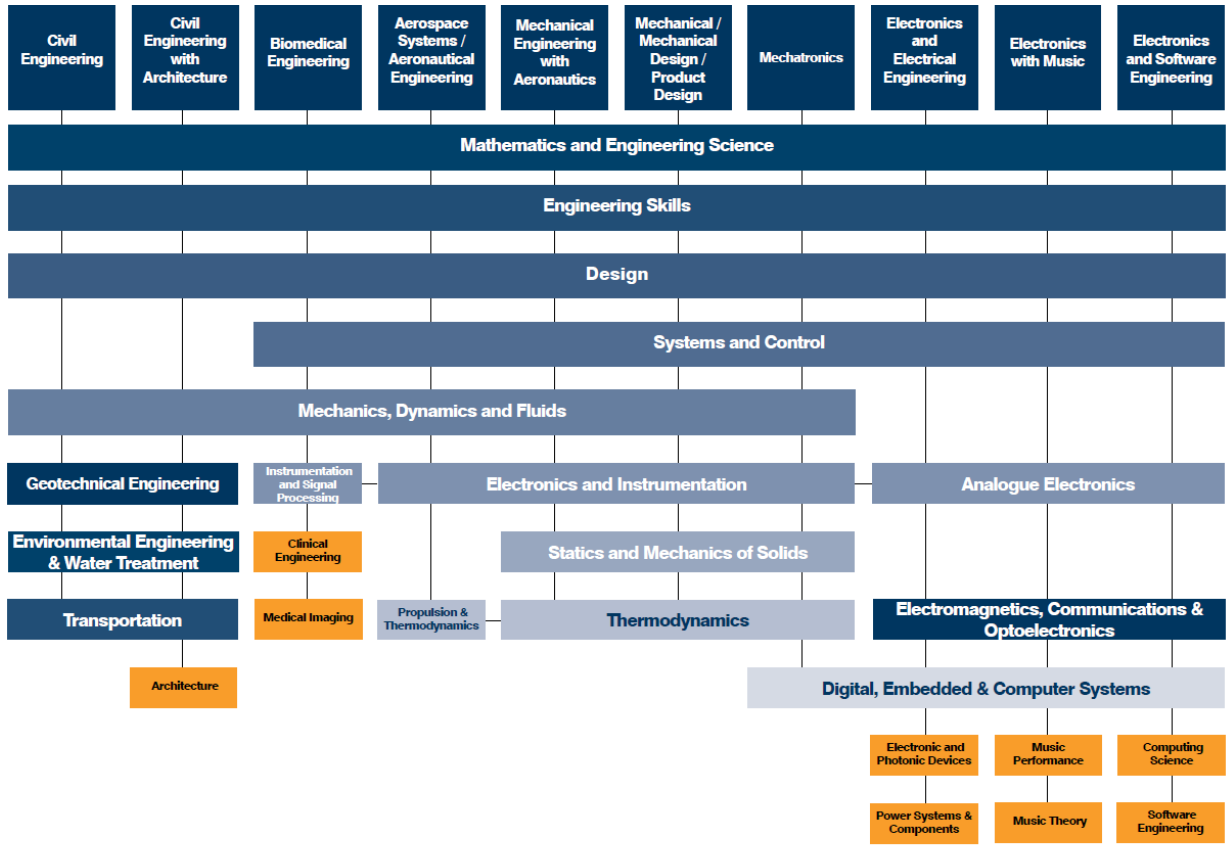 Civil
Engineering
Civil
Engineering
with
Architecture
Biomedical
Engineering
Aerospace
Systems /
Aeronautical
Engineering
Mechanical
Engineering
with
Aeronautics
Mechanical /
Mechanical
Design /
Product
Design
Mechatronics
Electronics
and
Electrical
Engineering
Electronics
with Music
Electronics
and Software
Engineering
Mathematics and Engineering Science
Engineering Skills
Design
Systems and Control
Mechanics, Dynamics and Fluids
Geotechnical Engineering
Instrumentation
and Signal
Processing
Electronics and Instrumentation
Analogue Electronics
Environmental Engineering
& Water Treatment
Clinical
Engineering
Statics and Mechanics of Solids
Transportation
Medical Imaging
Propulsion &
Thermodynamics
Thermodynamics
Electromagnetics, Communications &
Optoelectronics
Architecture
Digital, Embedded & Computer Systems
Electronic and
Photonic Devices
Music
Performance
Computing
Science
Power Systems &
Components
Music Theory
Software
Engineering